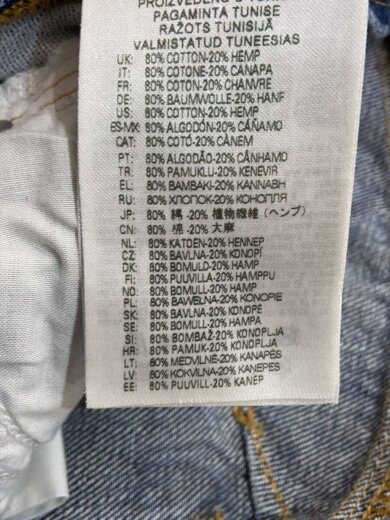 PAGAMINTA TUNISE
RAŽOTS TUNISIJĀ
VALMISTATUD TUNEESIAS
UK: 80% COTTON-20% HEMP
IT: 80% COTONE-20% CANAPA
FR: 80% COTON-20% CHANVRE
DE: 80% BAUMWOLLE-20% HANF
US: 80% COTTON-20% HEMP
ES-MX: 80% ALGODÓN-20% CÁÑAMO
CAT: 80% COTÓ-20% CÀNEM
PT: 80% ALGODÃO-20% CÂNHAMO
TR: 80% PAMUKLU-20% KENEVIR
EL: 80% BAMBAKI-20% KANNABH
RU: 80% ХЛОПОК-20% КОНОПЛЯ
JP: 80% 綿 -20% 植物繊維（ヘンプ）
CN: 80% 棉 -20% 大麻
NL: 80% KATOEN-20% HENNEP
CZ: 80% BAVLNA-20% KONOPÍ
DK: 80% BOMULD-20% HAMP
FI: 80% PUUVILLA-20% HAMPPU
NO: 80% BOMULL-20% HAMP
PL: 80% BAWEŁNA-20% KONOPIE
SK: 80% BAVLNA-20% KONOPE
SE: 80% BOMULL-20% HAMPA
SI: 80% BOMBAŽ-20% KONOPLJA
HR: 80% PAMUK-20% KONOPLJA
LT: 80% MEDVILNĖ-20% KANAPĖS
LV: 80% KOKVILNA-20% KAŅEPES
EE: 80% PUUVILL-20% KANEP